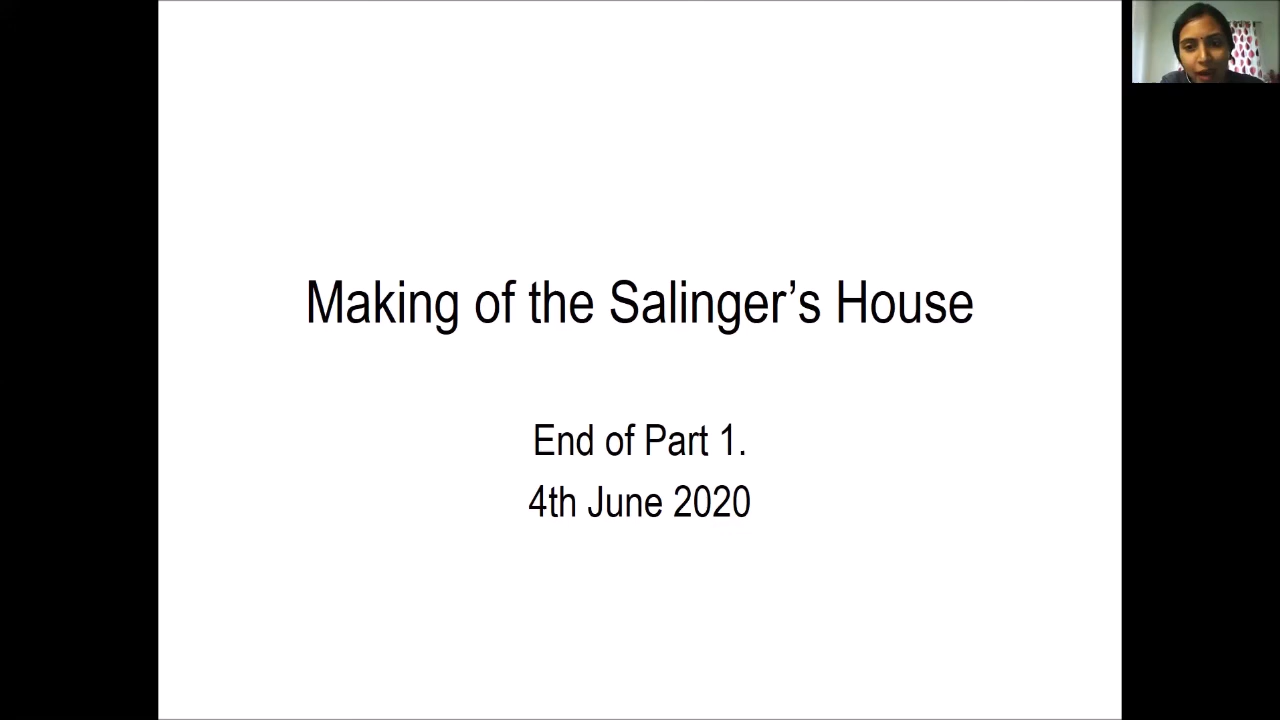 Making of the Salinger’s House
End of Part 1.
4th June 2020